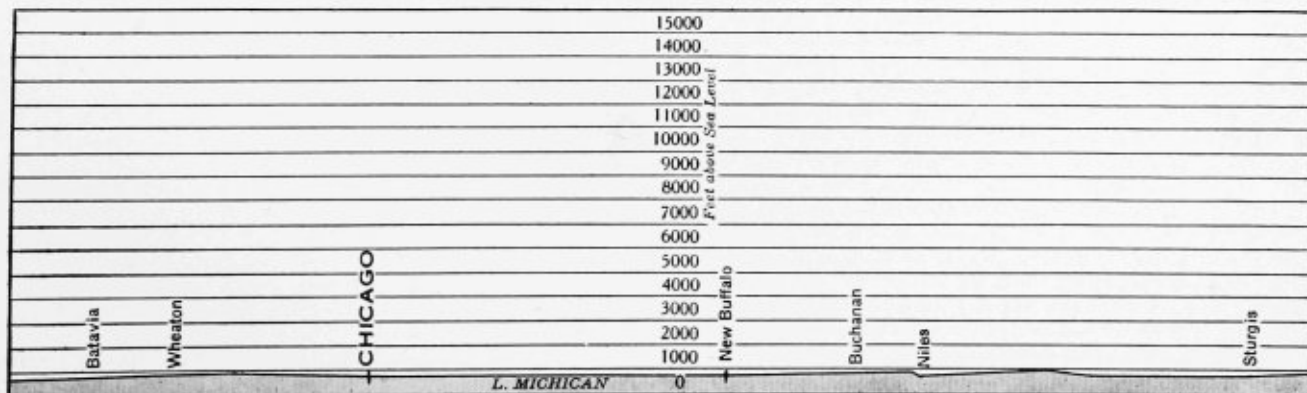 15000
14000
13000
12000
11000
10000
9000
8000
7000
6000
5000
4000
3000
2000
1000
0
Feet above Sea Level
Batavia
Wheaton
CHICAGO
L. MICHICAN
New Buffalo
Buchanan
Niles
Sturgis